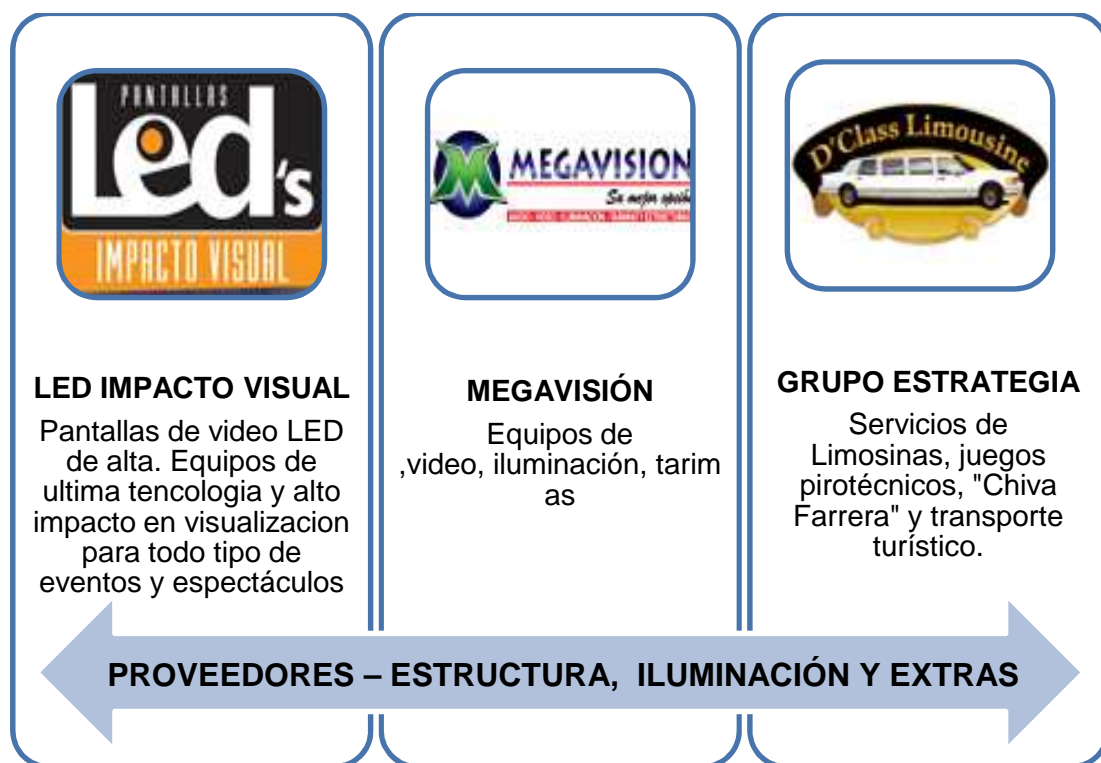 PANTALLAS
Led's
IMPACTO VISUAL
LED IMPACTO VISUAL
Pantallas de video LED
de alta. Equipos de
ultima tencologia y alto
impacto en visualizacion
para todo tipo de
eventos y espectáculos
MEGAVISION
Su mejor opción
MEGAVISIÓN
Equipos de
,video, iluminación, tarim
as
D'Class Limousine
GRUPO ESTRATEGIA
Servicios de
Limosinas, juegos
pirotécnicos, "Chiva
Farrera" y transporte
turístico.
PROVEEDORES – ESTRUCTURA, ILUMINACIÓN Y EXTRAS